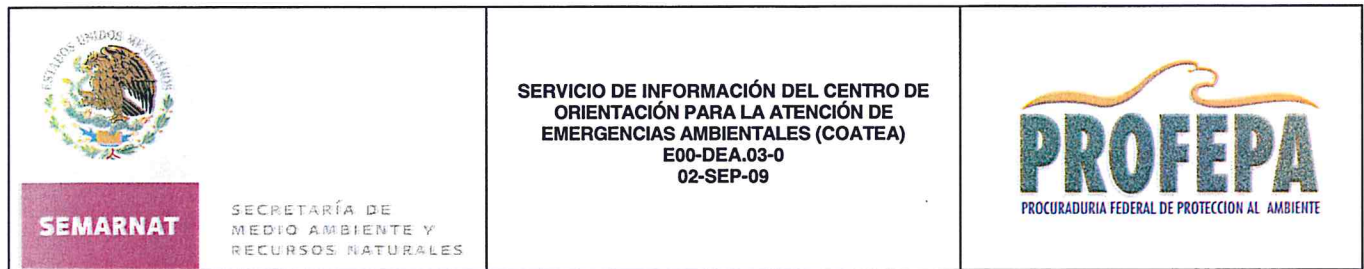 ESTADOS UNIDOS MEXICANOS
SEMARNAT
SECRETARÍA DE
MEDIO AMBIENTE Y
RECURSOS NATURALES
SERVICIO DE INFORMACIÓN DEL CENTRO DE
ORIENTACIÓN PARA LA ATENCIÓN DE
EMERGENCIAS AMBIENTALES (COATEA)
E00-DEA.03-0
02-SEP-09
PROFEPA
PROCURADURIA FEDERAL DE PROTECCION AL AMBIENTE